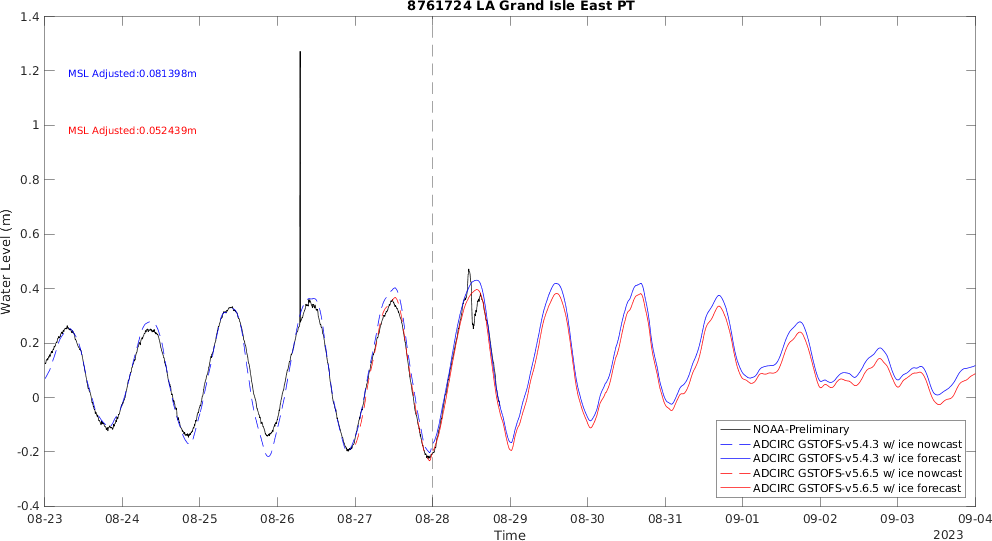 8761724 LA Grand Isle East PT
1.4
1.2
1
0.8
0.6
0.4
0.2
0
-0.2
-0.4
Water Level (m)
MSL Adjusted:0.081398m
MSL Adjusted:0.052439m
NOAA-Preliminary
ADCIRC GSTOFS-v5.4.3 w/ ice nowcast
ADCIRC GSTOFS-v5.4.3 w/ ice forecast
ADCIRC GSTOFS-v5.6.5 w/ ice nowcast
ADCIRC GSTOFS-v5.6.5 w/ ice forecast
08-23 08-24 08-25 08-26 08-27 08-28 08-29 08-30 08-31 09-01 09-02 09-03 09-04
Time
2023